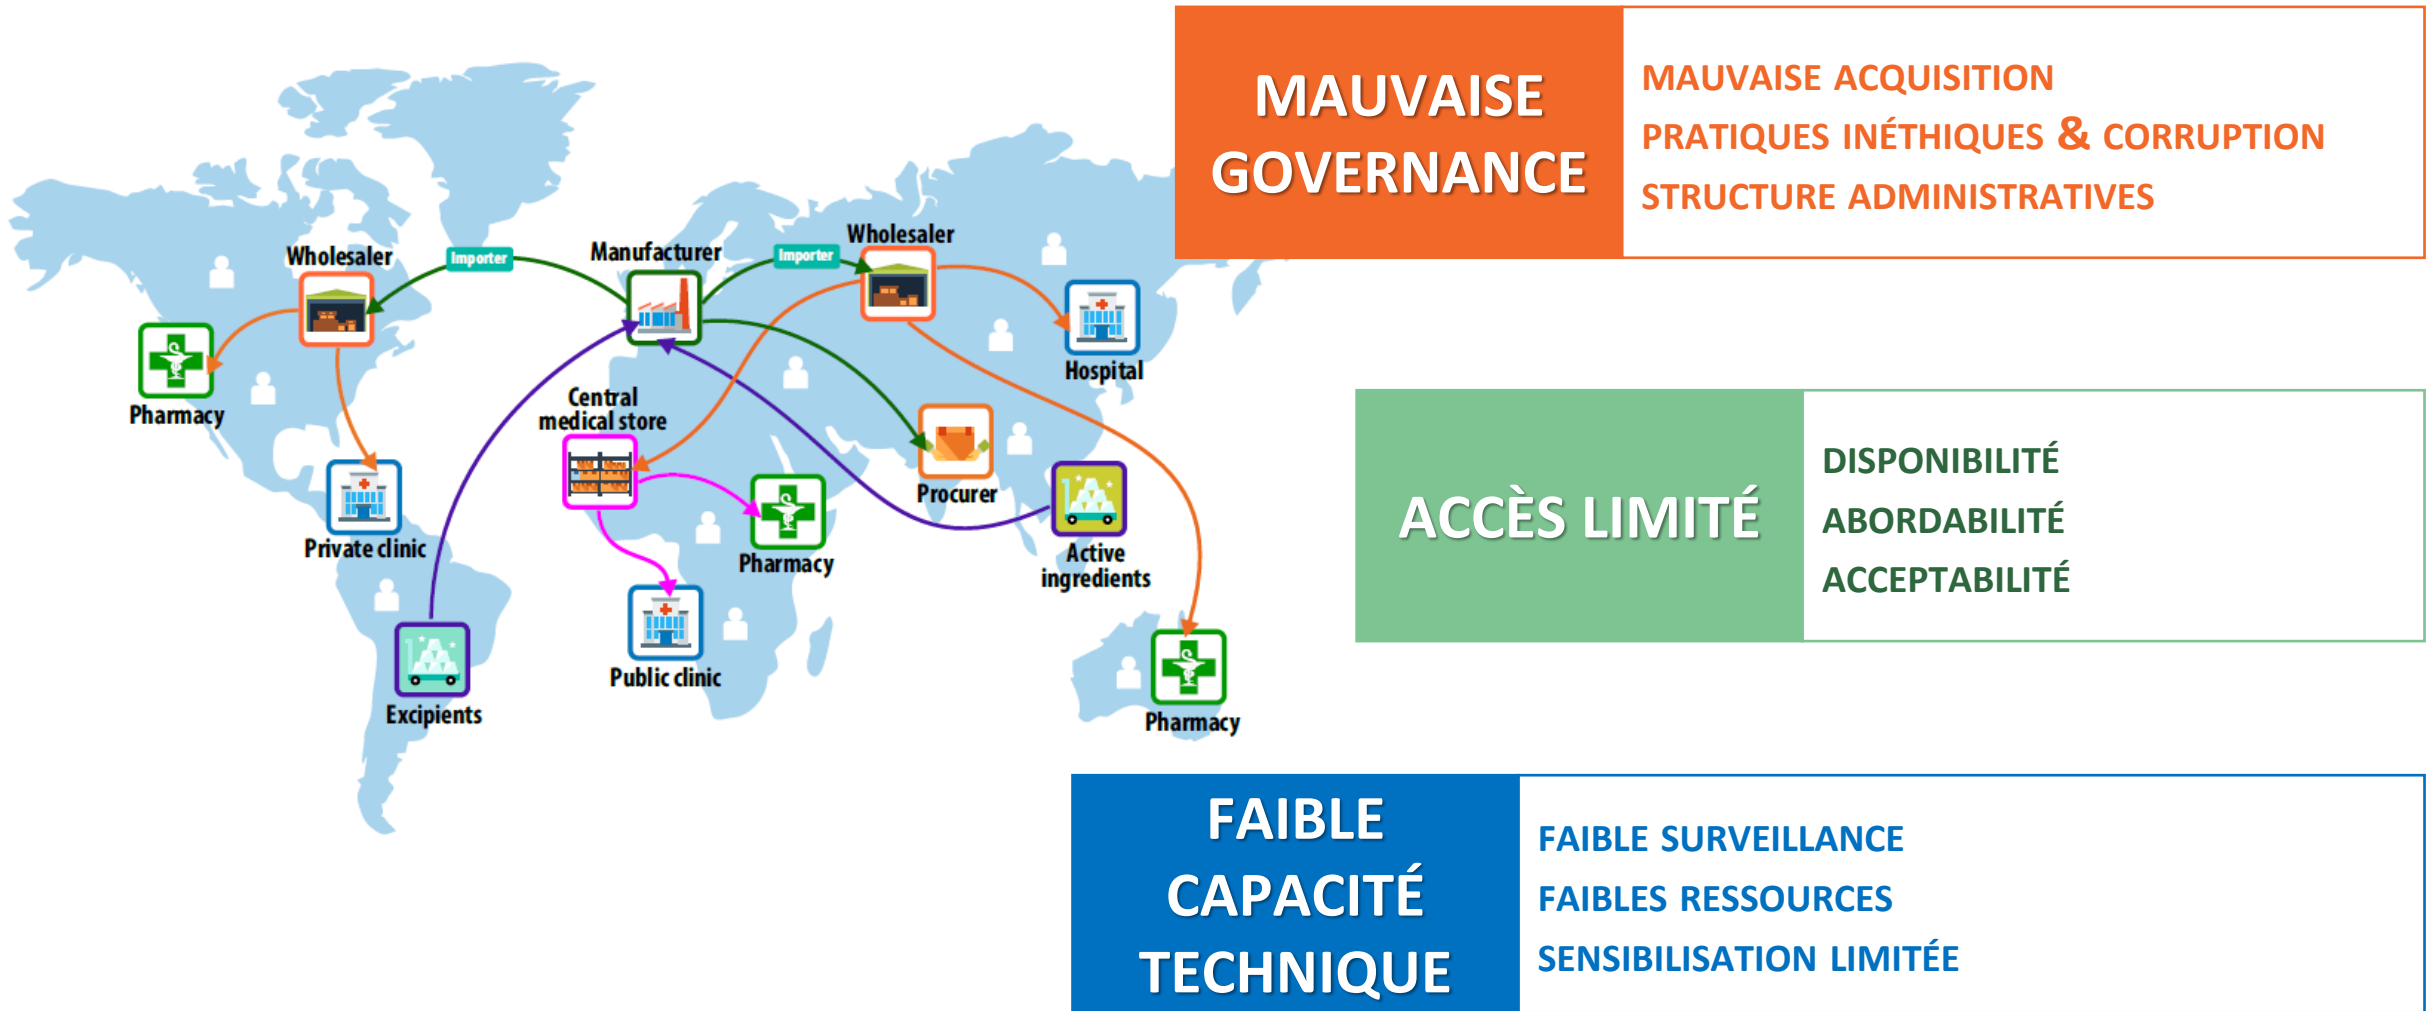 MAUVAISE
GOVERNANCE
MAUVAISE ACQUISITION
PRATIQUES INÉTHIQUES & CORRUPTION
STRUCTURE ADMINISTRATIVES
Wholesaler
Importer
Manufacturer
Importer
Wholesaler
Pharmacy
Hospital
Central
medical store
Procurer
Private clinic
Pharmacy
Active
ingredients
Public clinic
Excipients
Pharmacy
ACCÈS LIMITÉ
DISPONIBILITÉ
ABORDABILITÉ
ACCEPTABILITÉ
FAIBLE
CAPACITÉ
TECHNIQUE
FAIBLE SURVEILLANCE
FAIBLES RESSOURCES
SENSIBILISATION LIMITÉE